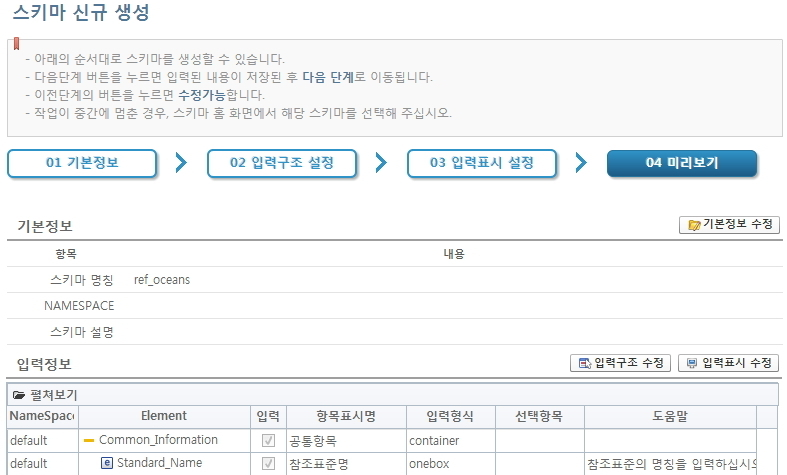 스키마 신규 생성
- 아래의 순서대로 스키마를 생성할 수 있습니다.
- 다음단계 버튼을 누르면 입력된 내용이 저장된 후 다음 단계로 이동됩니다.
- 이전단계의 버튼을 누르면 수정가능합니다.
- 작업이 중간에 멈춘 경우, 스키마 홈 화면에서 해당 스키마를 선택해 주십시오.
01 기본정보 02 입력구조 설정 03 입력표시 설정 04 미리보기
기본정보 기본정보 수정
항목 내용
스키마 명칭 ref_oceans
NAMESPACE
스키마 설명
입력정보 입력구조 수정 입력표시 수정
펼쳐보기
NameSpace Element 입력 항목표시명 입력형식 선택항목 도움말
default Common_Information 공통항목 container
default Standard_Name 참조표준명 onebox 참조표준의 명칭을 입력하십시오